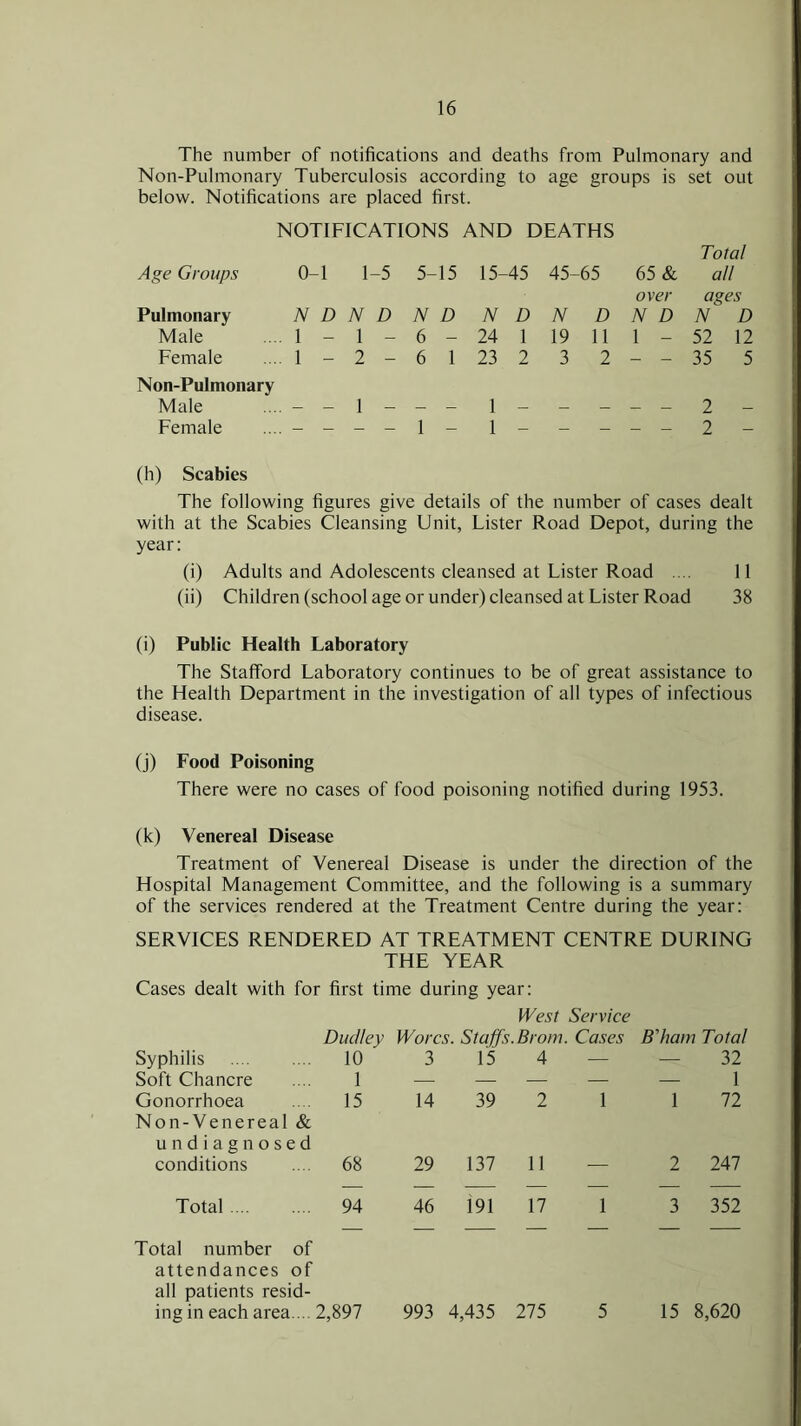 16
The number of notifications and deaths from Pulmonary and
Non-Pulmonary Tuberculosis according to age groups is set out
below. Notifications are placed first.
NOTIFICATIONS AND DEATHS
Total
Age Groups 0-1 1-5 5-15 15-45 45-65 65 & all
over ages
Pulmonary N D N D N D N D N D N D N D
Male .... 1 – 1 – 6 – 24 1 19 11 1 – 52 12
Female .... 1 – 2 – 6 1 23 2 3 2 – – 35 5
Non-Pulmonary
Male .... – – 1 – – – 1 – – – – – 2 –
Female .... – – – – 1 – 1 – – – – – 2 –
(h) Scabies
The following figures give details of the number of cases dealt
with at the Scabies Cleansing Unit, Lister Road Depot, during the
year:
(i) Adults and Adolescents cleansed at Lister Road .... 11
(ii) Children (school age or under) cleansed at Lister Road 38
(i) Public Health Laboratory
The Stafford Laboratory continues to be of great assistance to
the Health Department in the investigation of all types of infectious
disease.
(j) Food Poisoning
There were no cases of food poisoning notified during 1953.
(k) Venereal Disease
Treatment of Venereal Disease is under the direction of the
Hospital Management Committee, and the following is a summary
of the services rendered at the Treatment Centre during the year:
SERVICES RENDERED AT TREATMENT CENTRE DURING
THE YEAR
Cases dealt with for first time during year:
West Service
Dudley Worcs. Staffs. Brom. Cases B'ham Total
Syphilis .... .... 10 3 15 4 — — 32
Soft Chancre .... 1 — — — — — 1
Gonorrhoea .... 15 14 39 2 1 1 72
Non-Venereal &
undiagnosed
conditions .... 68 29 137 11 — 2 247
Total .... .... 94 46 191 17 1 3 352
Total number of
attendances of
all patients resid-
ing in each area.... 2,897 993 4,435 275 5 15 8,620